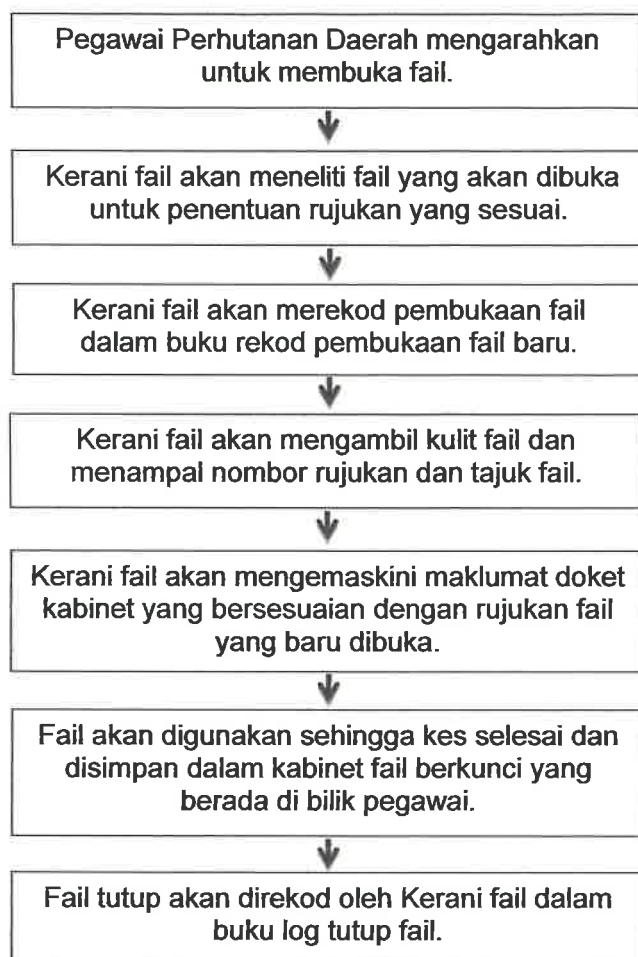 Pegawai Perhutanan Daerah mengarahkan
untuk membuka fail.
Kerani fail akan meneliti fail yang akan dibuka
untuk penentuan rujukan yang sesuai.
Kerani fail akan merekod pembukaan fail
dalam buku rekod pembukaan fail baru.
Kerani fail akan mengambil kulit fail dan
menampal nombor rujukan dan tajuk fail.
Kerani fail akan mengemaskini maklumat doket
kabinet yang bersesuaian dengan rujukan fail
yang baru dibuka.
Fail akan digunakan sehingga kes selesai dan
disimpan dalam kabinet fail berkunci yang
berada di bilik pegawai.
Fail tutup akan direkod oleh Kerani fail dalam
buku log tutup fail.